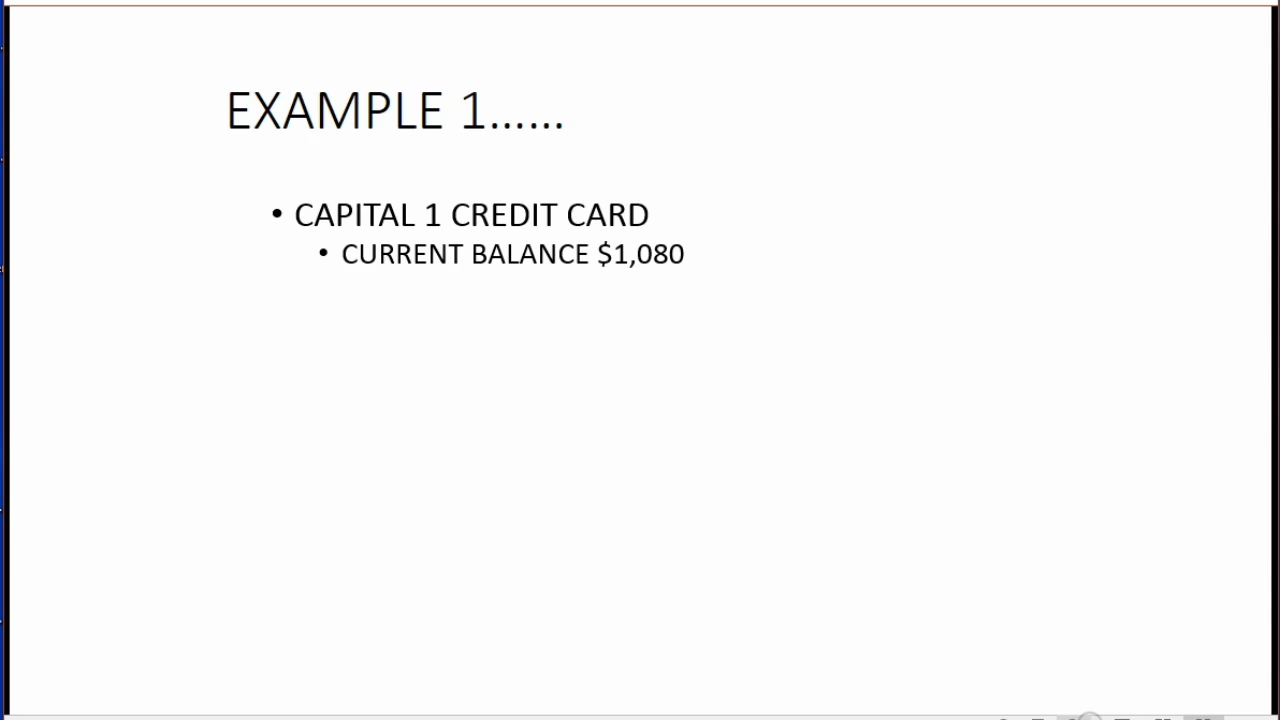 EXAMPLE 1......
• CAPITAL 1 CREDIT CARD
• CURRENT BALANCE $1,080